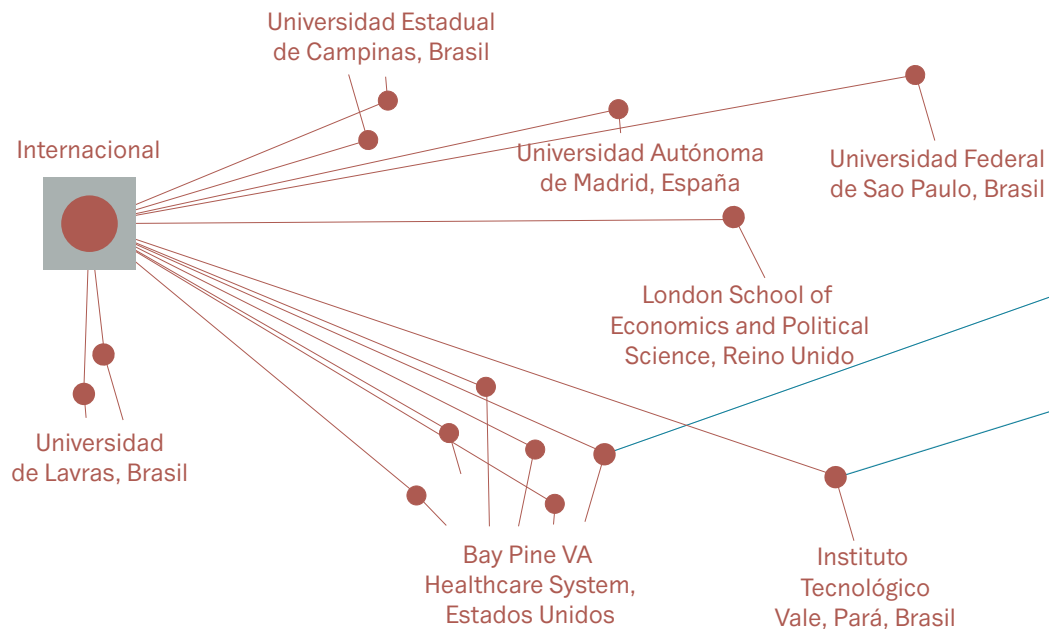 Universidad Estadual
de Campinas, Brasil
Internacional
Universidad Autónoma
de Madrid, España
Universidad Federal
de Sao Paulo, Brasil
London School of
Economics and Political
Science, Reino Unido
Universidad
de Lavras, Brasil
Bay Pine VA
Healthcare System,
Estados Unidos
Instituto
Tecnológico
Vale, Pará, Brasil